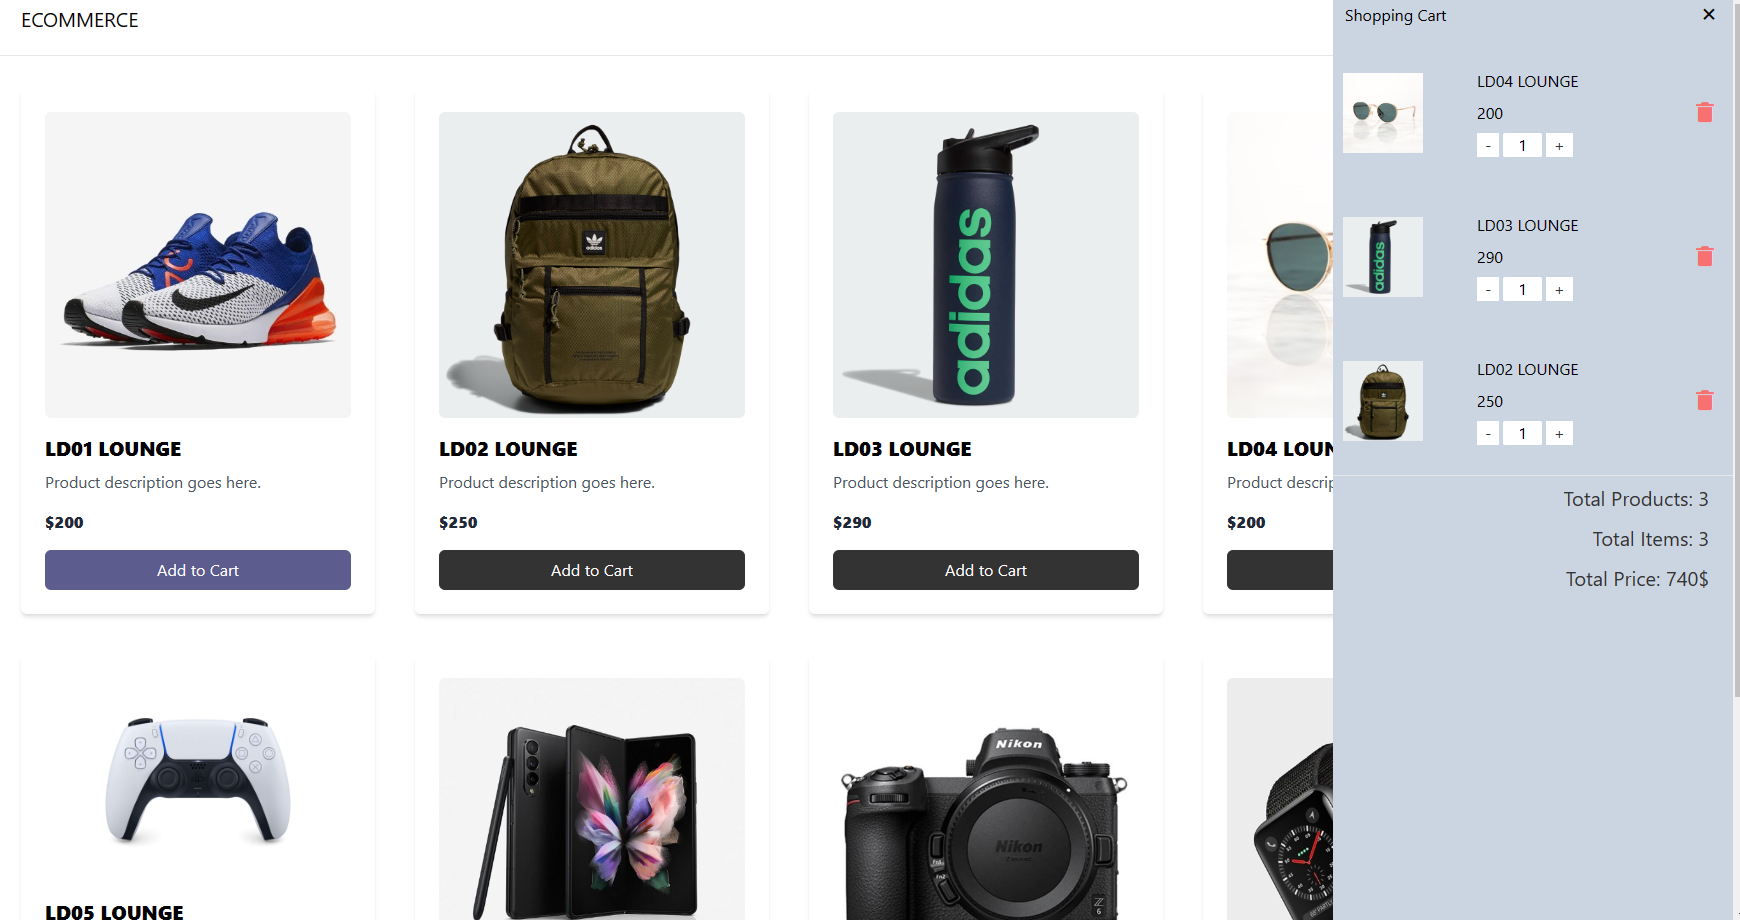 ECOMMERCE
adidas
adidas
LD01 LOUNGE
Product description goes here.
$200
Add to Cart
LD02 LOUNGE
Product description goes here.
$250
Add to Cart
LD03 LOUNGE
Product description goes here.
$290
Add to Cart
LD04 LOUN
Product descrip
$200
Nikon
Nikon
Z
6
LD05 LOUNGE
Shopping Cart
LD04 LOUNGE
200
- 1 +
adidas
LD03 LOUNGE
290
- 1 +
LD02 LOUNGE
250
- 1 +
Total Products: 3
Total Items: 3
Total Price: 740$